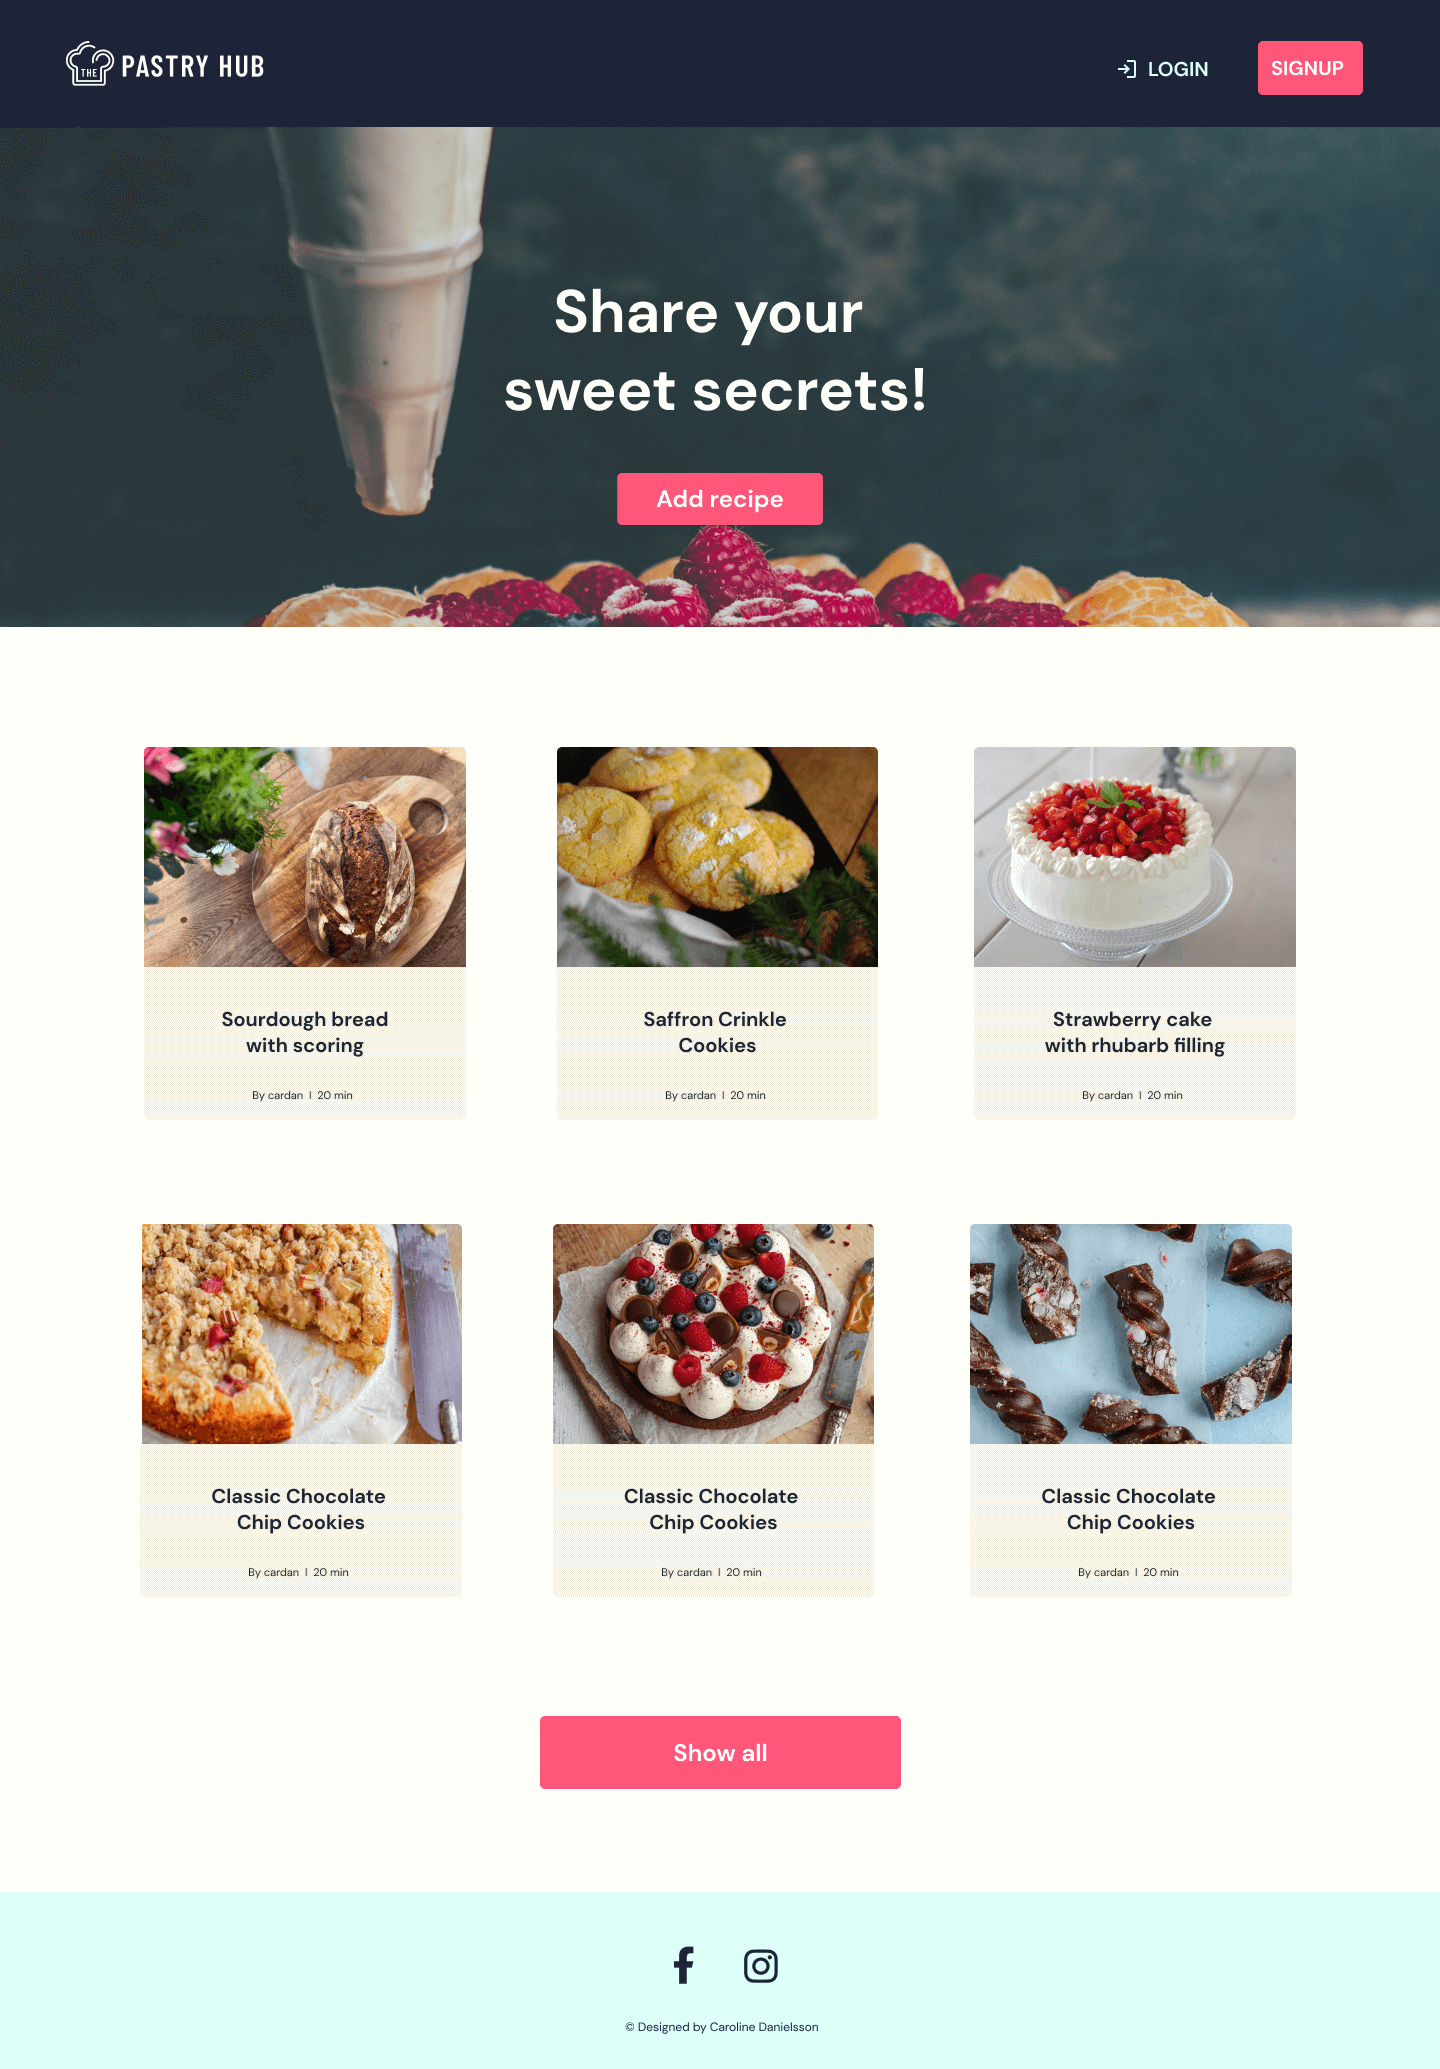 THE PASTRY HUB
LOGIN
SIGNUP
Share your
sweet secrets!
Add recipe
Sourdough bread
with scoring
By cardan | 20 min
Saffron Crinkle
Cookies
By cardan | 20 min
Strawberry cake
with rhubarb filling
By cardan | 20 min
Classic Chocolate
Chip Cookies
By cardan | 20 min
Classic Chocolate
Chip Cookies
By cardan | 20 min
Classic Chocolate
Chip Cookies
By cardan | 20 min
Show all
© Designed by Caroline Danielsson